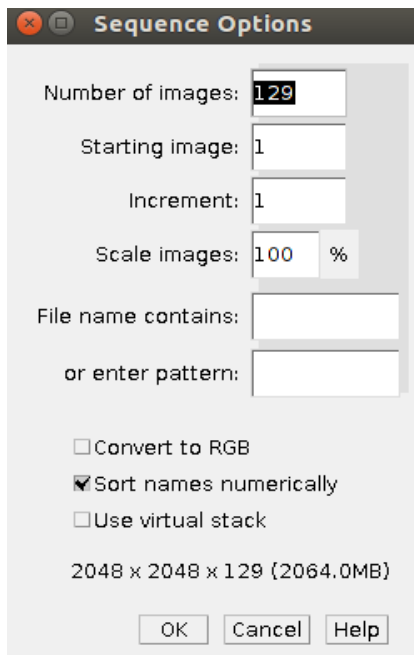 Sequence Options
Number of images: 129
Starting image: 1
Increment: 1
Scale images: 100 %
File name contains:
or enter pattern:
Convert to RGB
Sort names numerically
Use virtual stack
2048 x 2048 x 129 (2064.0MB)
OK Cancel Help